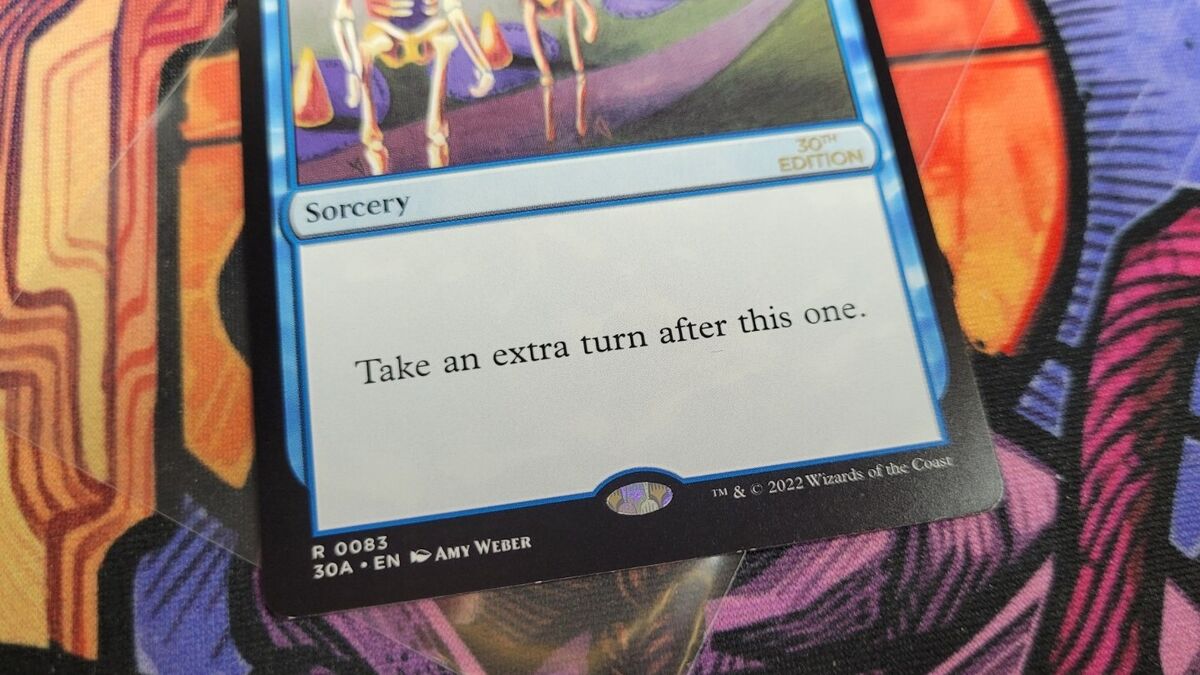 30TH
EDITION
Sorcery
Take an extra turn after this one.
™ & © 2022 Wizards of the Coast
R 0083
30A • EN AMY WEBER